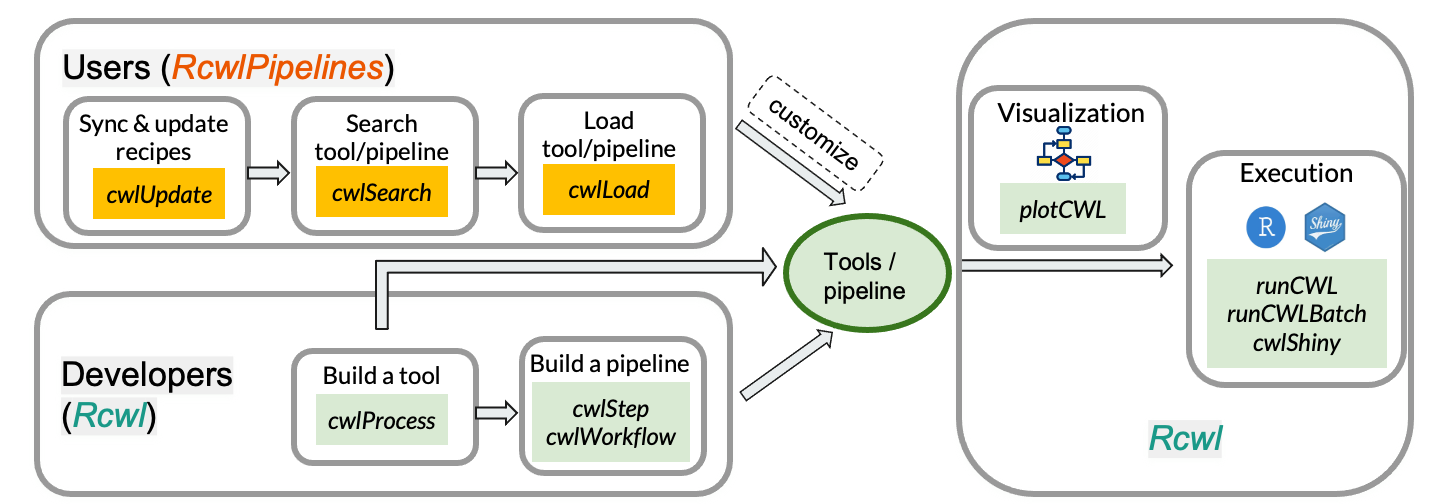 Users (RcwlPipelines)
Sync & update
recipes
cwlUpdate
Search
tool/pipeline
cwlSearch
Load
tool/pipeline
cwlLoad
customize
Developers
(Rcwl)
Build a tool
cwlProcess
Build a pipeline
cwlStep
cwlWorkflow
Tools /
pipeline
Visualization
plotCWL
Execution
R
Shiny
runCWL
runCWLBatch
cwlShiny
Rcwl